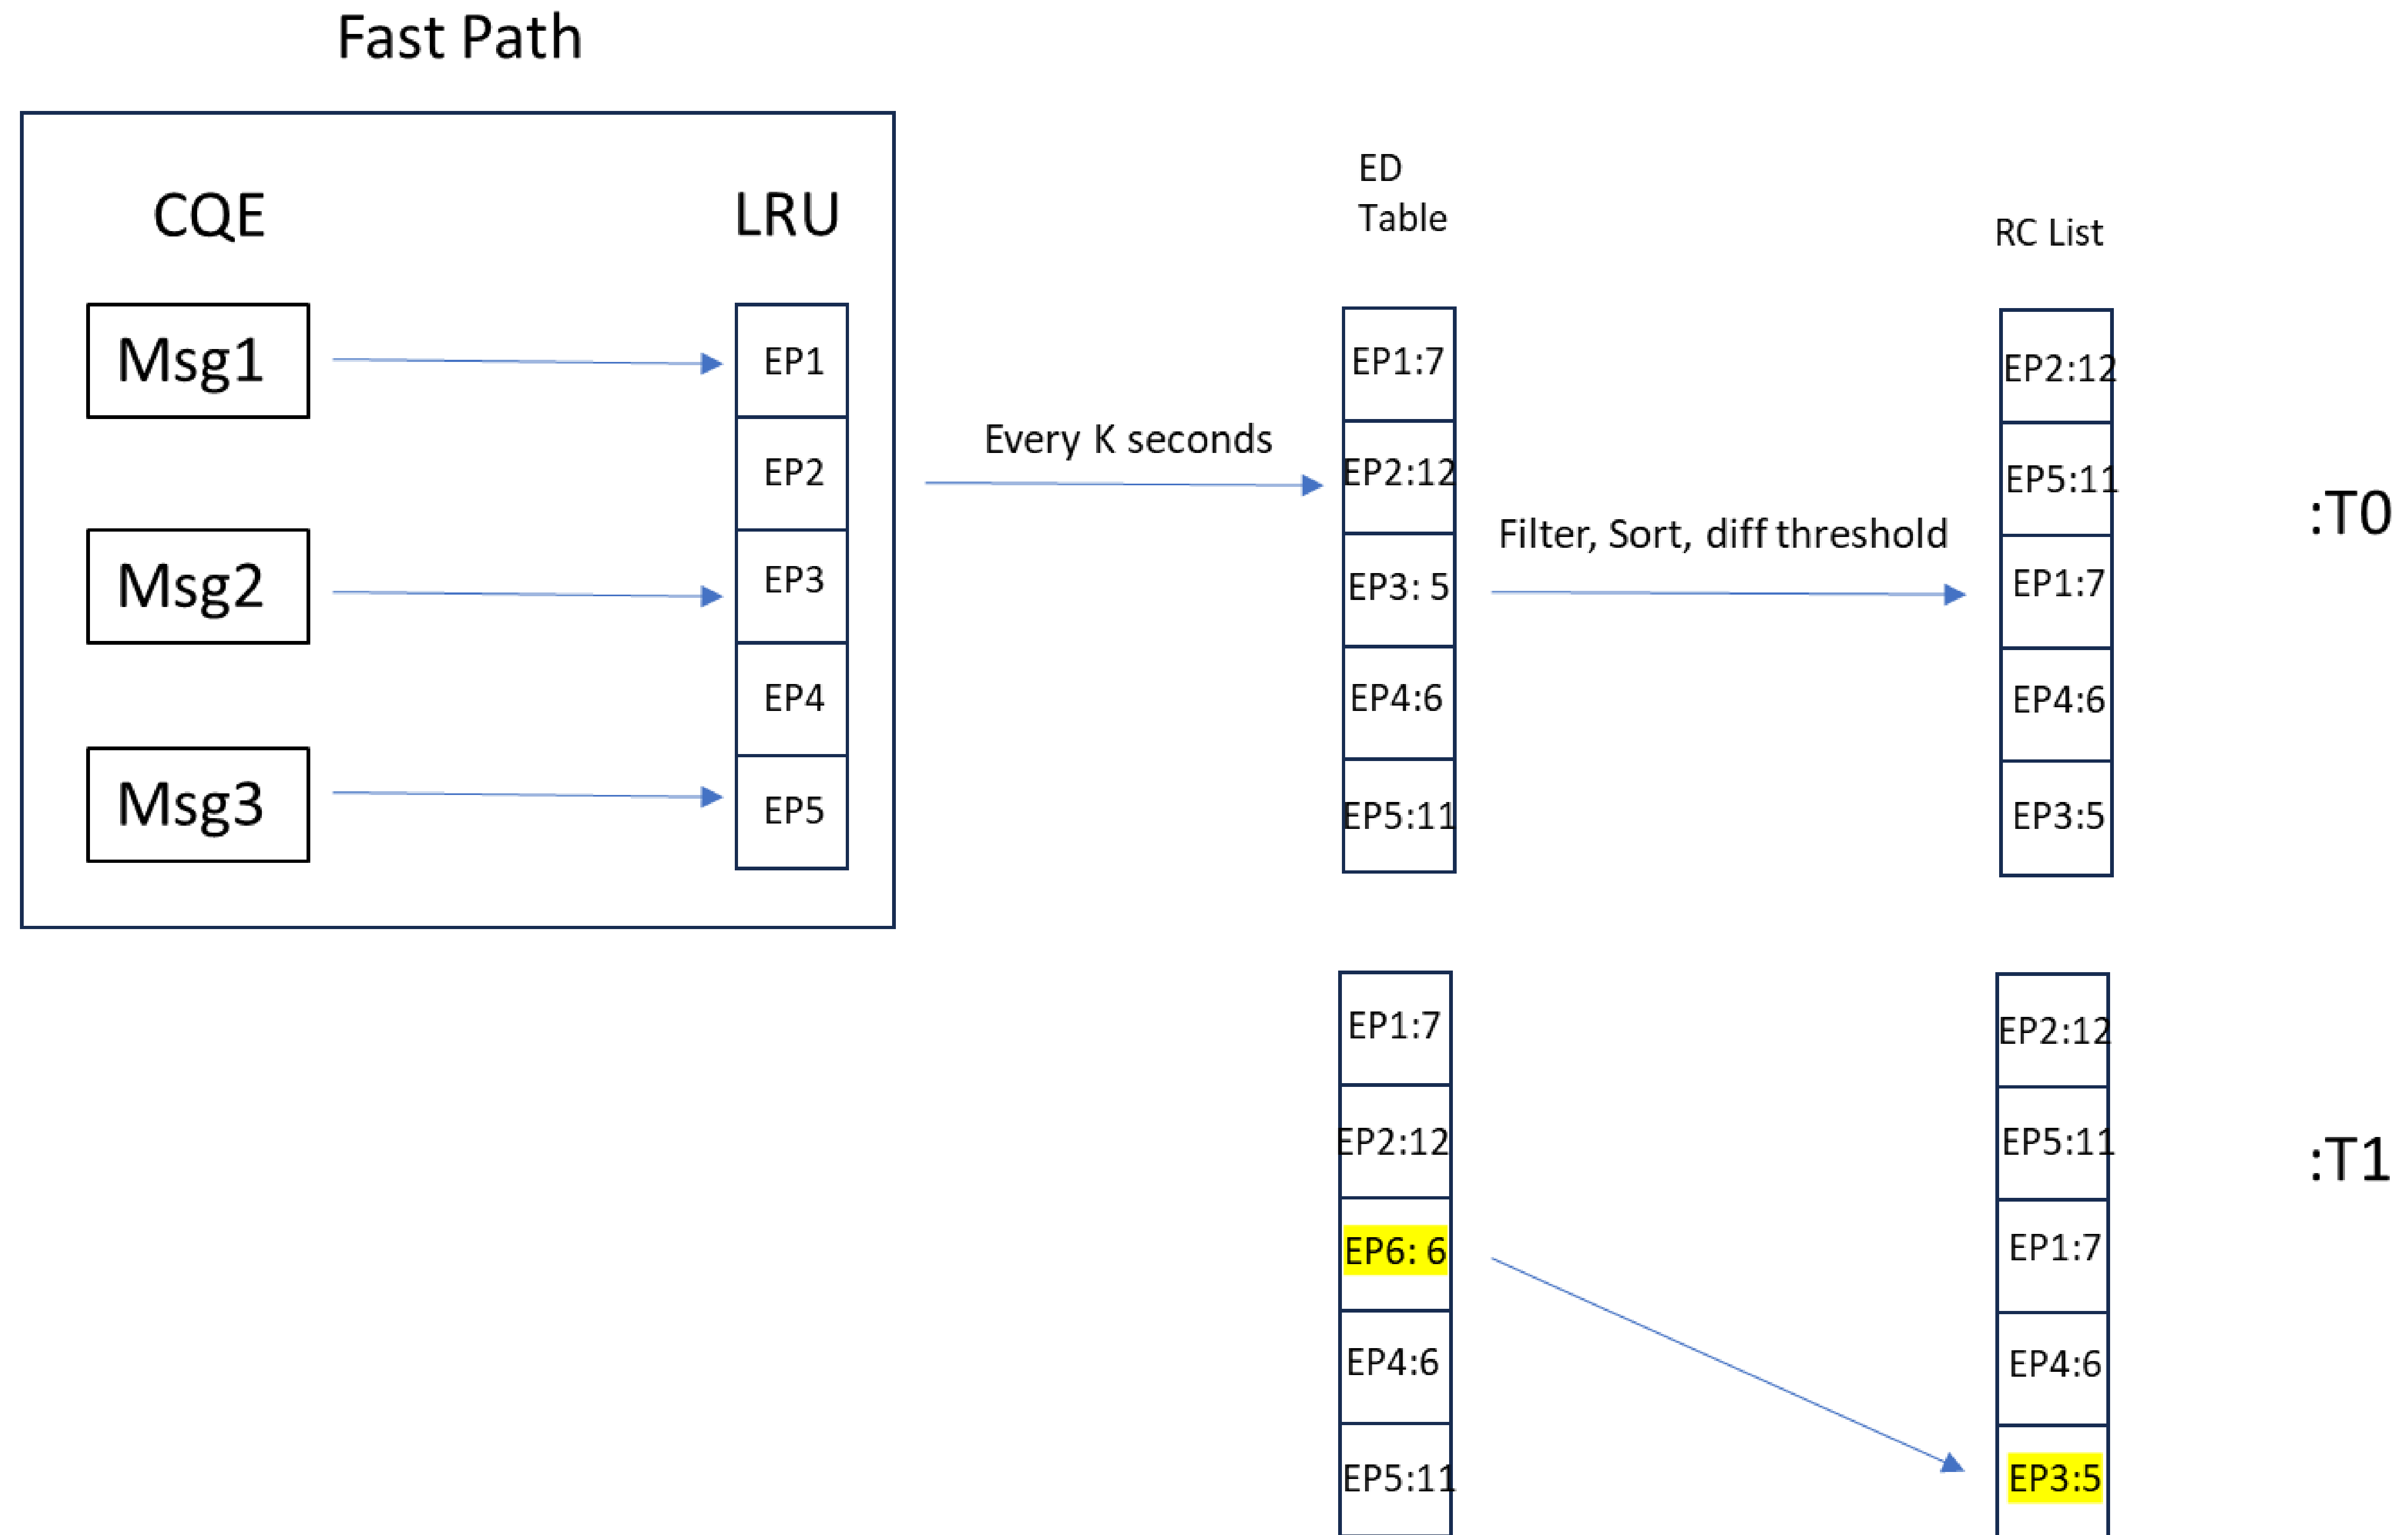 Fast Path
CQE
LRU
Msg1
Msg2
Msg3
EP1
EP2
EP3
EP4
EP5
Every K seconds
ED
Table
EP1:7
EP2:12
EP3: 5
EP4:6
EP5:11
Filter, Sort, diff threshold
RC List
EP2:12
EP5:11
EP1:7
EP4:6
EP3:5
:T0
EP1:7
EP2:12
EP6: 6
EP4:6
EP5:11
EP2:12
EP5:11
EP1:7
EP4:6
EP3:5
:T1